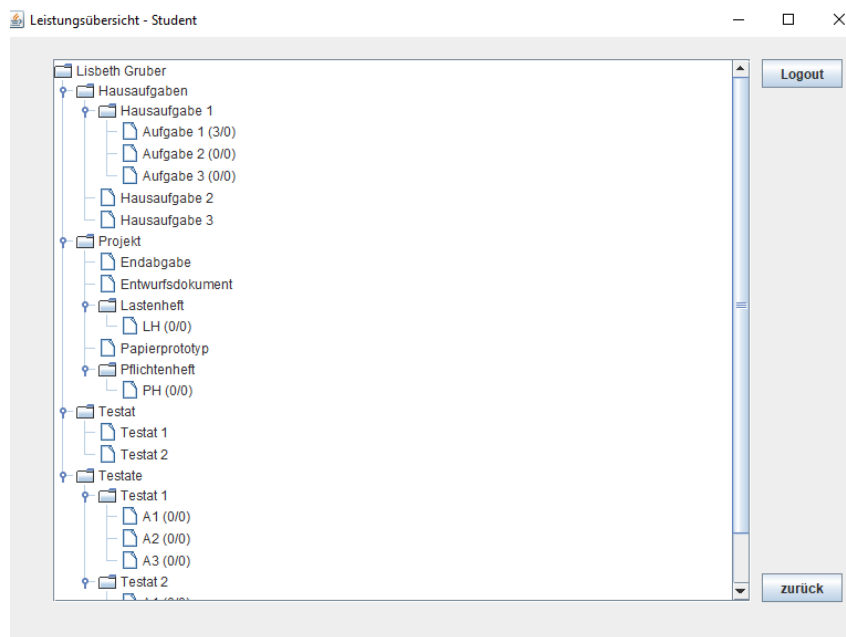 Leistungsübersicht - Student
Lisbeth Gruber
Logout
Hausaufgaben
Hausaufgabe 1
Aufgabe 1 (3/0)
Aufgabe 2 (0/0)
Aufgabe 3 (0/0)
Hausaufgabe 2
Hausaufgabe 3
Projekt
Endabgabe
Entwurfsdokument
Lastenheft
LH (0/0)
Papierprototyp
Pflichtenheft
PH (0/0)
Testat
Testat 1
Testat 2
Testate
Testat 1
A1 (0/0)
A2 (0/0)
A3 (0/0)
Testat 2
zurück